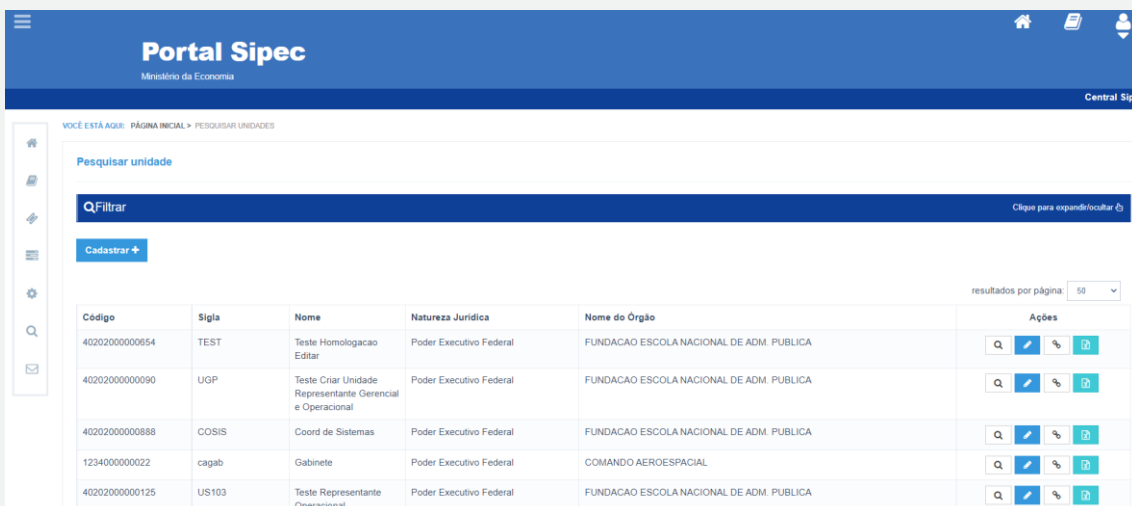 Portal Sipec
Ministério da Economia
Central Sip
VOCÊ ESTÁ AQUI: PÁGINA INICIAL > PESQUISAR UNIDADES
Pesquisar unidade
Filtrar Clique para expandir/ocultar
Cadastrar +
resultados por página: 50
Código Sigla Nome Natureza Jurídica Nome do Órgão Ações
40202000000654 TEST Teste Homologacao Poder Executivo Federal FUNDACAO ESCOLA NACIONAL DE ADM. PUBLICA
Editar
40202000000090 UGP Teste Criar Unidade Poder Executivo Federal FUNDACAO ESCOLA NACIONAL DE ADM. PUBLICA
Representante Gerencial
e Operacional
40202000000888 COSIS Coord de Sistemas Poder Executivo Federal FUNDACAO ESCOLA NACIONAL DE ADM. PUBLICA
1234000000022 cagab Gabinete Poder Executivo Federal COMANDO AEROESPACIAL
40202000000125 US103 Teste Representante Poder Executivo Federal FUNDACAO ESCOLA NACIONAL DE ADM. PUBLICA
Operacional